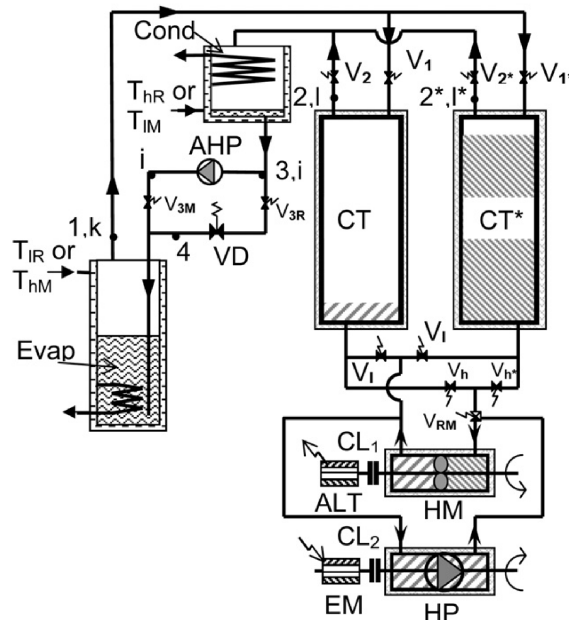 Cond
V2
V1
V2*
V1*
ThR or
TlM
2,l
2*,l*
AHP
i
3,i
V3M
V3R
CT
CT*
1,k
4
VD
TlR or
ThM
Evap
Vl
Vl
Vh
Vh*
VRM
CL1
ALT
HM
CL2
EM
HP